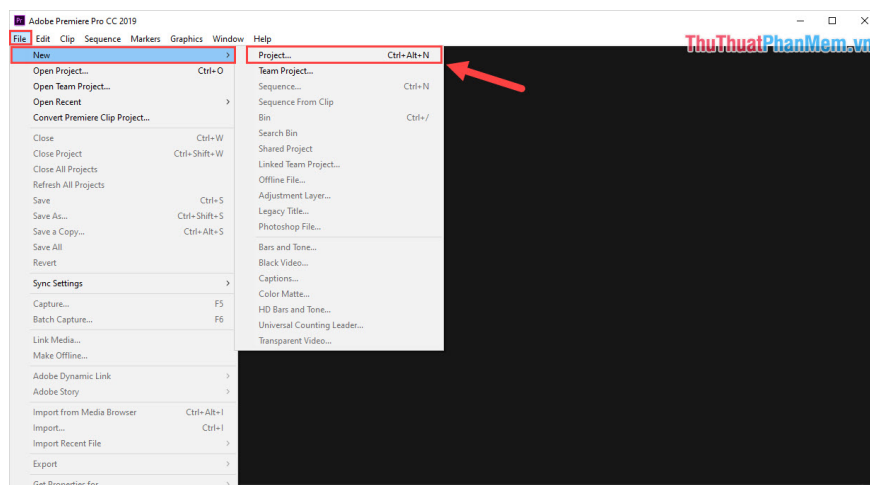 Pr Adobe Premiere Pro CC 2019
File Edit Clip Sequence Markers Graphics Window Help
ThuThuatPhanMem.vn
New >
Open Project... Ctrl+O
Open Team Project...
Open Recent >
Convert Premiere Clip Project...
Close Ctrl+W
Close Project Ctrl+Shift+W
Close All Projects
Refresh All Projects
Save Ctrl+S
Save As... Ctrl+Shift+S
Save a Copy... Ctrl+Alt+S
Save All
Revert
Sync Settings >
Capture... F5
Batch Capture... F6
Link Media...
Make Offline...
Adobe Dynamic Link >
Adobe Story >
Import from Media Browser Ctrl+Alt+I
Import... Ctrl+I
Import Recent File >
Export >
Get Properties for >
Project... Ctrl+Alt+N
Team Project...
Sequence... Ctrl+N
Sequence From Clip
Bin Ctrl+/
Search Bin
Shared Project
Linked Team Project...
Offline File...
Adjustment Layer...
Legacy Title...
Photoshop File...
Bars and Tone...
Black Video...
Captions...
Color Matte...
HD Bars and Tone...
Universal Counting Leader...
Transparent Video...